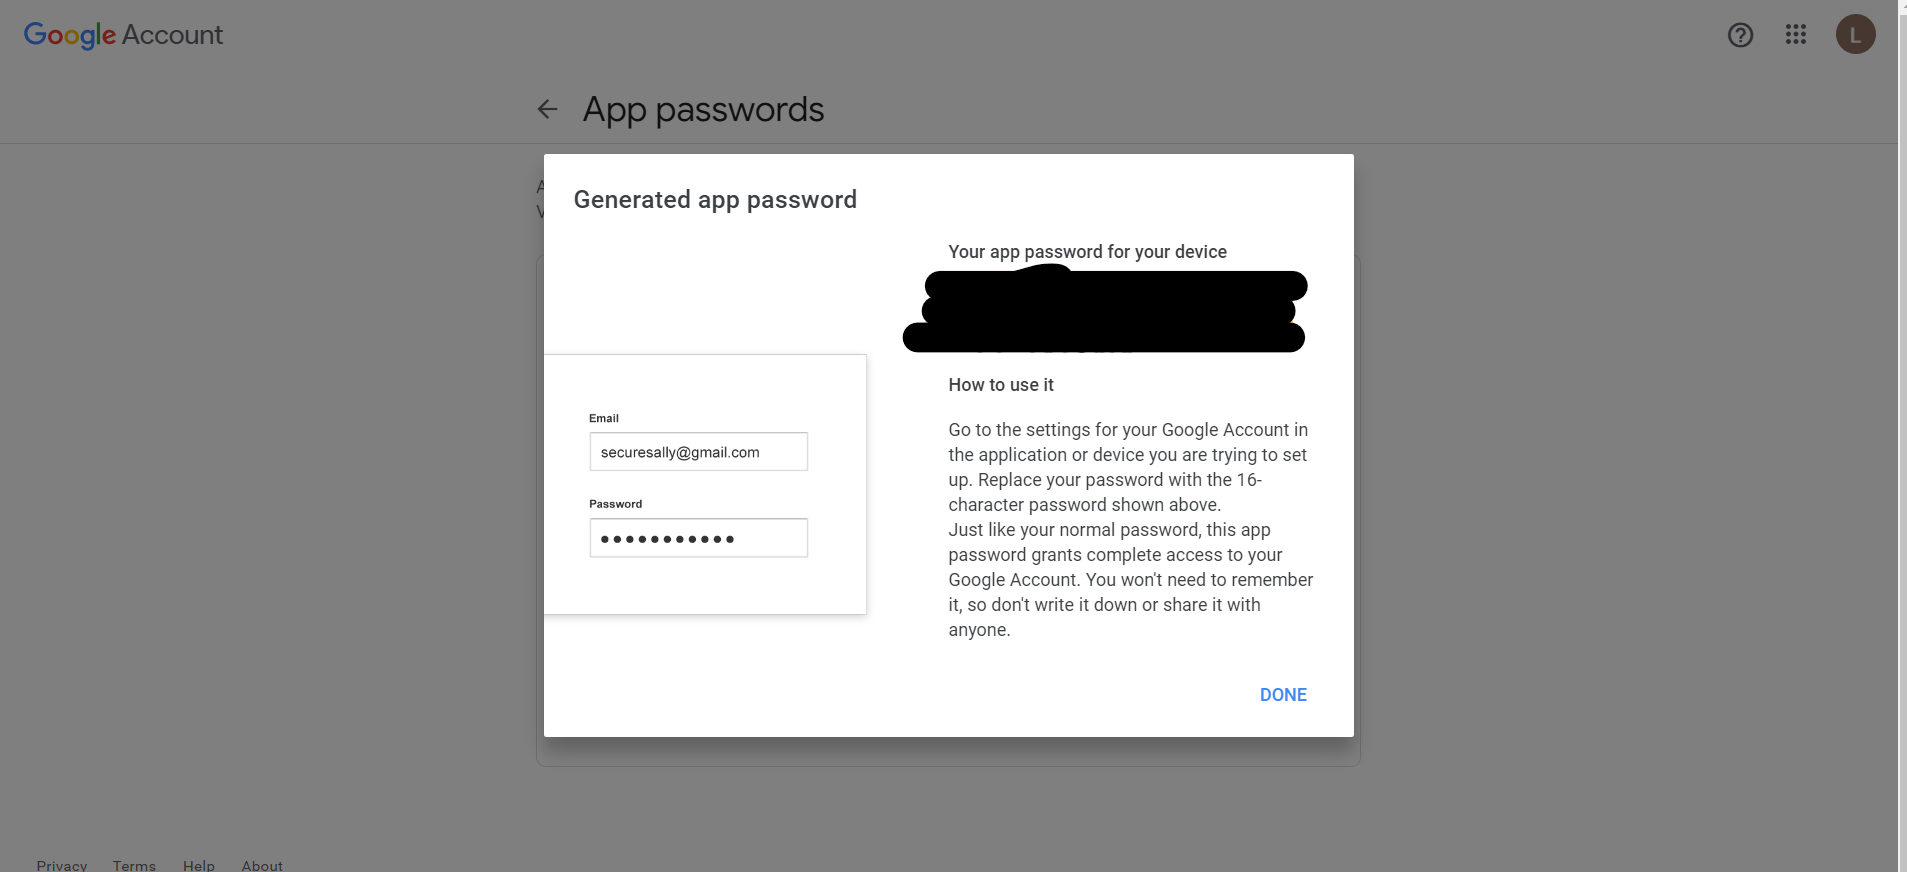 Google Account
L
App passwords
Generated app password
Your app password for your device
Email
securesally@gmail.com
Password
How to use it
Go to the settings for your Google Account in
the application or device you are trying to set
up. Replace your password with the 16-
character password shown above.
Just like your normal password, this app
password grants complete access to your
Google Account. You won't need to remember
it, so don't write it down or share it with
anyone.
DONE
Privacy Terms Help About